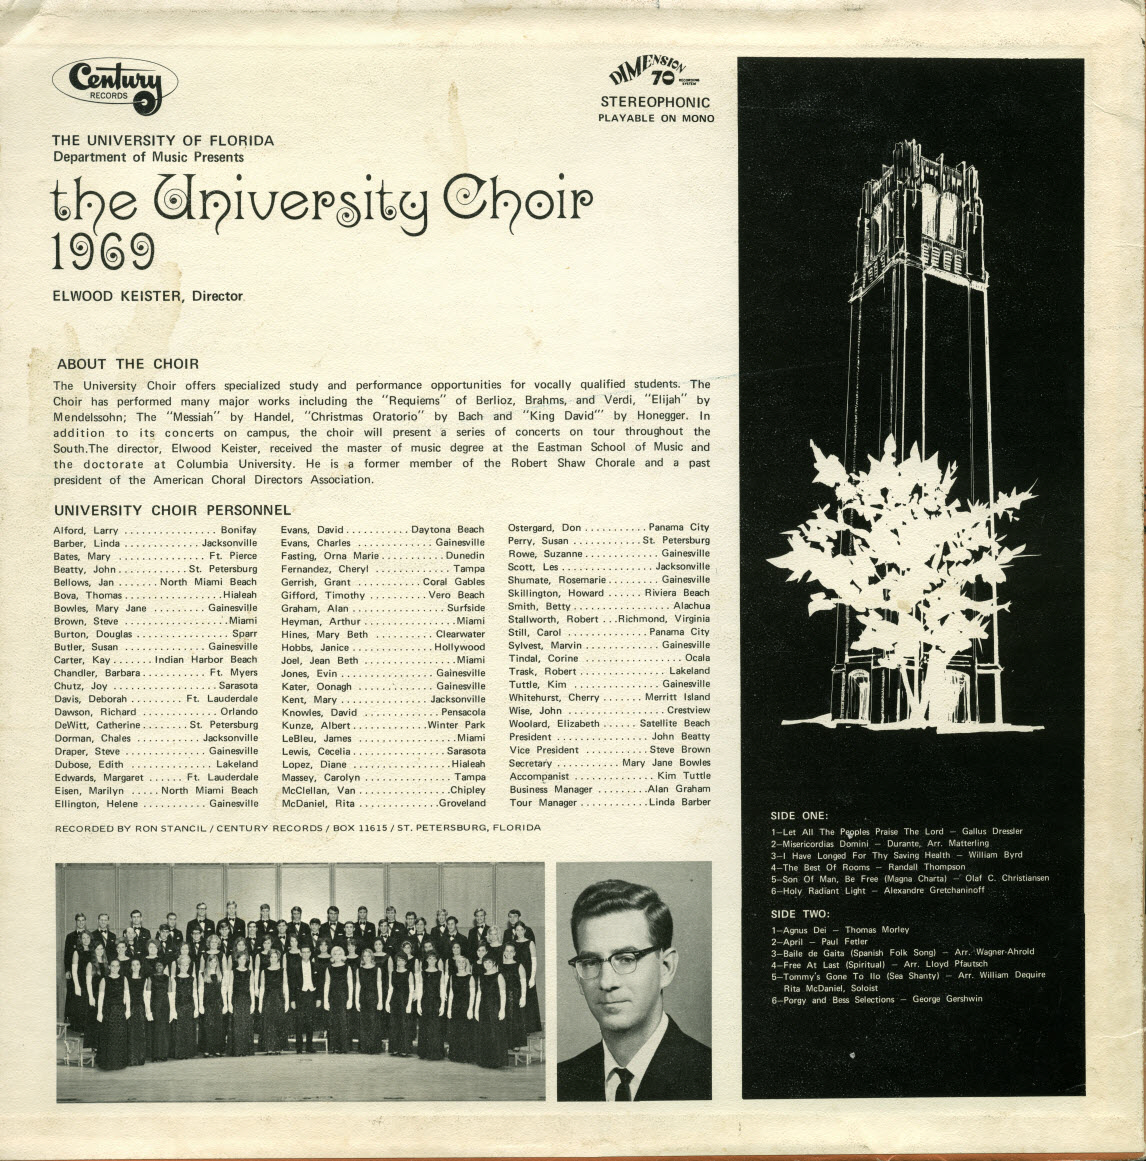 Century
RECORDS
DIMENSION
70 RECORDING
SYSTEM
STEREOPHONIC
PLAYABLE ON MONO
THE UNIVERSITY OF FLORIDA
Department of Music Presents
the University Choir
1969
ELWOOD KEISTER, Director
ABOUT THE CHOIR
The University Choir offers specialized study and performance opportunities for vocally qualified students. The
Choir has performed many major works including the "Requiems" of Berlioz, Brahms, and Verdi, "Elijah" by
Mendelssohn; The "Messiah" by Handel, "Christmas Oratorio" by Bach and "King David'" by Honegger. In
addition to its concerts on campus, the choir will present a series of concerts on tour throughout the
South.The director, Elwood Keister, received the master of music degree at the Eastman School of Music and
the doctorate at Columbia University. He is a former member of the Robert Shaw Chorale and a past
president of the American Choral Directors Association.
UNIVERSITY CHOIR PERSONNEL
Alford, Larry .................. Bonifay
Barber, Linda .............. Jacksonville
Bates, Mary .................. Ft. Pierce
Beatty, John ............. St. Petersburg
Bellows, Jan ....... North Miami Beach
Bova, Thomas .................. Hialeah
Bowles, Mary Jane ......... Gainesville
Brown, Steve .................... Miami
Burton, Douglas ................. Sparr
Butler, Susan .............. Gainesville
Carter, Kay ....... Indian Harbor Beach
Chandler, Barbara ............ Ft. Myers
Chutz, Joy .................... Sarasota
Davis, Deborah .......... Ft. Lauderdale
Dawson, Richard ............... Orlando
DeWitt, Catherine ....... St. Petersburg
Dorman, Chales ........... Jacksonville
Draper, Steve .............. Gainesville
Dubose, Edith ................ Lakeland
Edwards, Margaret ...... Ft. Lauderdale
Eisen, Marilyn ..... North Miami Beach
Ellington, Helene ........... Gainesville
Evans, David .......... Daytona Beach
Evans, Charles .............. Gainesville
Fasting, Orna Marie .......... Dunedin
Fernandez, Cheryl ................ Tampa
Gerrish, Grant ........... Coral Gables
Gifford, Timothy .......... Vero Beach
Graham, Alan ................ Surfside
Heyman, Arthur ................. Miami
Hines, Mary Beth ............ Clearwater
Hobbs, Janice .............. Hollywood
Joel, Jean Beth ................. Miami
Jones, Evin ................ Gainesville
Kater, Oonagh .............. Gainesville
Kent, Mary ................ Jacksonville
Knowles, David ............. Pensacola
Kunze, Albert ............. Winter Park
LeBleu, James ................... Miami
Lewis, Cecelia ................ Sarasota
Lopez, Diane .................. Hialeah
Massey, Carolyn ................. Tampa
McClellan, Van ................ Chipley
McDaniel, Rita .............. Groveland
Ostergard, Don ........... Panama City
Perry, Susan ............. St. Petersburg
Rowe, Suzanne .............. Gainesville
Scott, Les ................ Jacksonville
Shumate, Rosemarie ......... Gainesville
Skillington, Howard ...... Riviera Beach
Smith, Betty ................. Alachua
Stallworth, Robert ... Richmond, Virginia
Still, Carol ............... Panama City
Sylvest, Marvin ............ Gainesville
Tindal, Corine .................. Ocala
Trask, Robert ............... Lakeland
Tuttle, Kim ................ Gainesville
Whitehurst, Cherry ...... Merritt Island
Wise, John ................. Crestview
Woolard, Elizabeth ...... Satellite Beach
President ................. John Beatty
Vice President ........... Steve Brown
Secretary .......... Mary Jane Bowles
Accompanist .............. Kim Tuttle
Business Manager ......... Alan Graham
Tour Manager ............. Linda Barber
RECORDED BY RON STANCIL / CENTURY RECORDS / BOX 11615 / ST. PETERSBURG, FLORIDA
SIDE ONE:
1—Let All The Peoples Praise The Lord — Gallus Dressler
2—Misericordias Domini — Durante, Arr. Matterling
3—I Have Longed For Thy Saving Health — William Byrd
4—The Best Of Rooms — Randall Thompson
5—Son Of Man, Be Free (Magna Charta) — Olaf C. Christiansen
6—Holy Radiant Light — Alexandre Gretchaninoff
SIDE TWO:
1—Agnus Dei — Thomas Morley
2—April — Paul Fetler
3—Baile de Gaita (Spanish Folk Song) — Arr. Wagner-Ahrold
4—Free At Last (Spiritual) — Arr. Lloyd Pfautsch
5—Tommy's Gone To Ilo (Sea Shanty) — Arr. William Dequire
Rita McDaniel, Soloist
6—Porgy and Bess Selections — George Gershwin